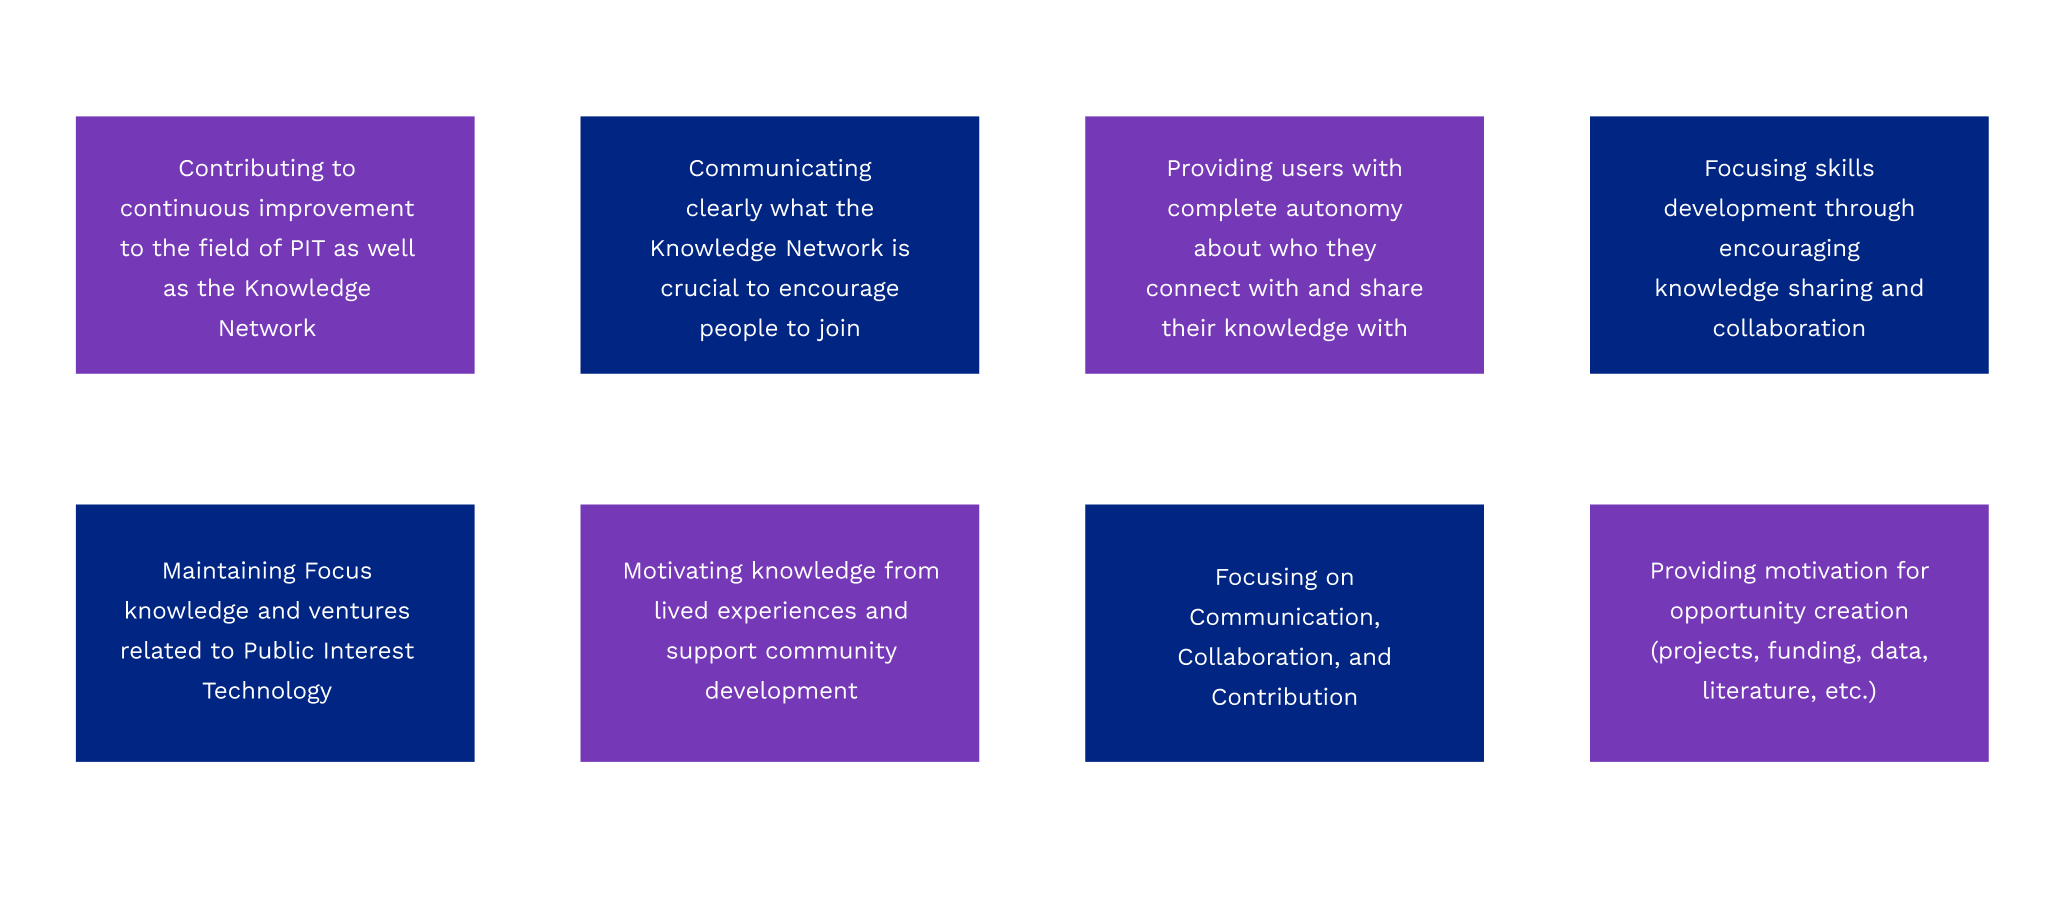 Contributing to
continuous improvement
to the field of PIT as well
as the Knowledge
Network
Communicating
clearly what the
Knowledge Network is
crucial to encourage
people to join
Providing users with
complete autonomy
about who they
connect with and share
their knowledge with
Focusing skills
development through
encouraging
knowledge sharing and
collaboration
Maintaining Focus
knowledge and ventures
related to Public Interest
Technology
Motivating knowledge from
lived experiences and
support community
development
Focusing on
Communication,
Collaboration, and
Contribution
Providing motivation for
opportunity creation
(projects, funding, data,
literature, etc.)